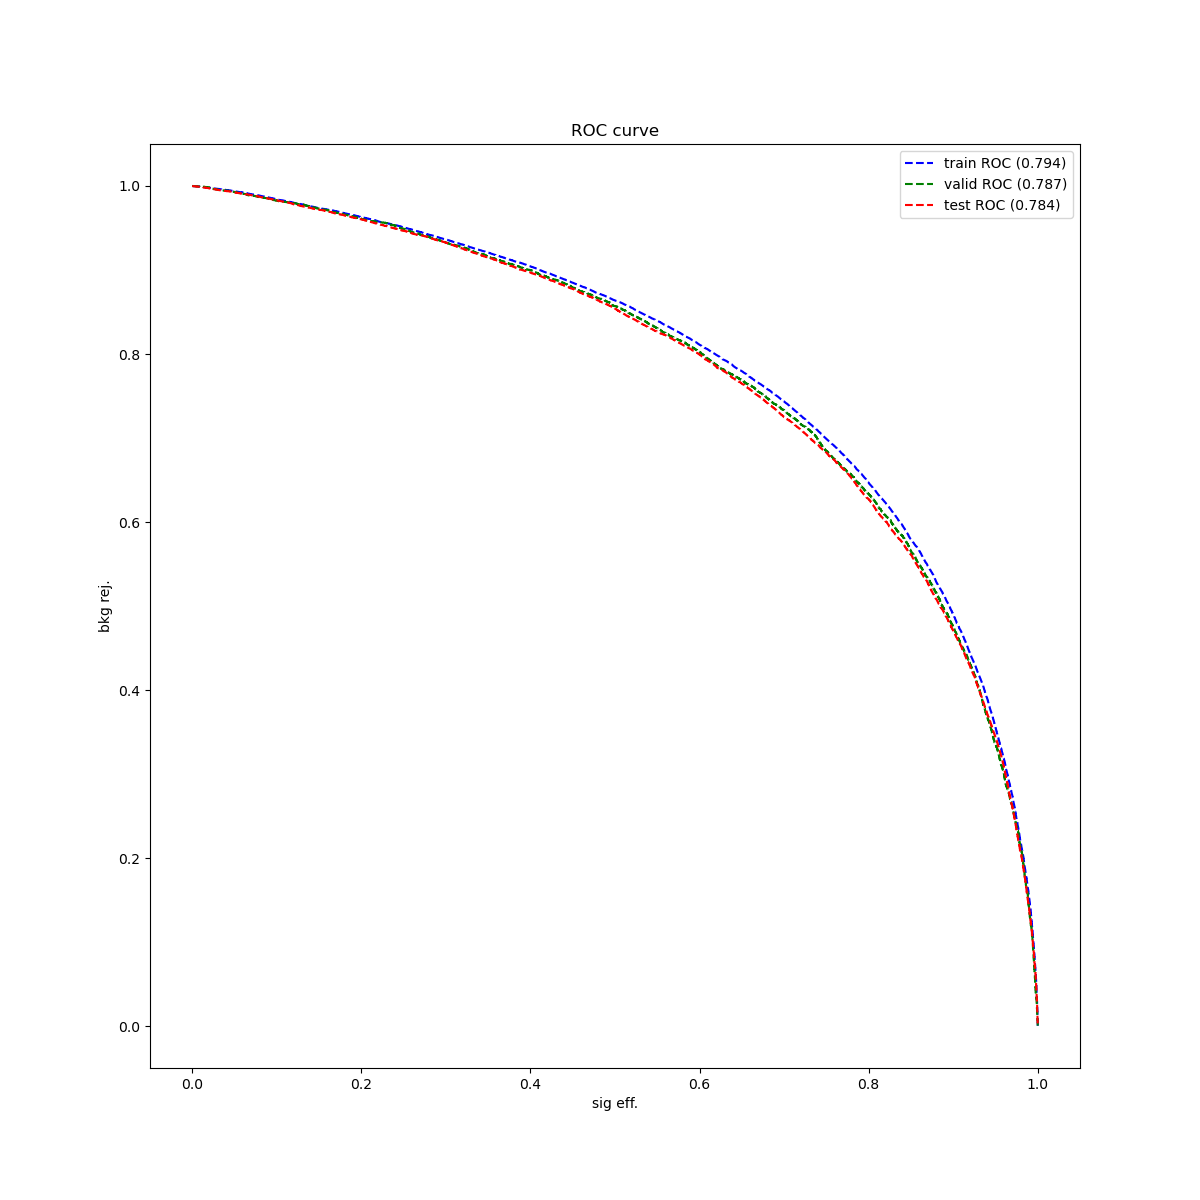 ROC curve
train ROC (0.794)
valid ROC (0.787)
test ROC (0.784)
1.0
0.8
0.6
0.4
0.2
0.0
bkg rej.
0.0 0.2 0.4 0.6 0.8 1.0
sig eff.